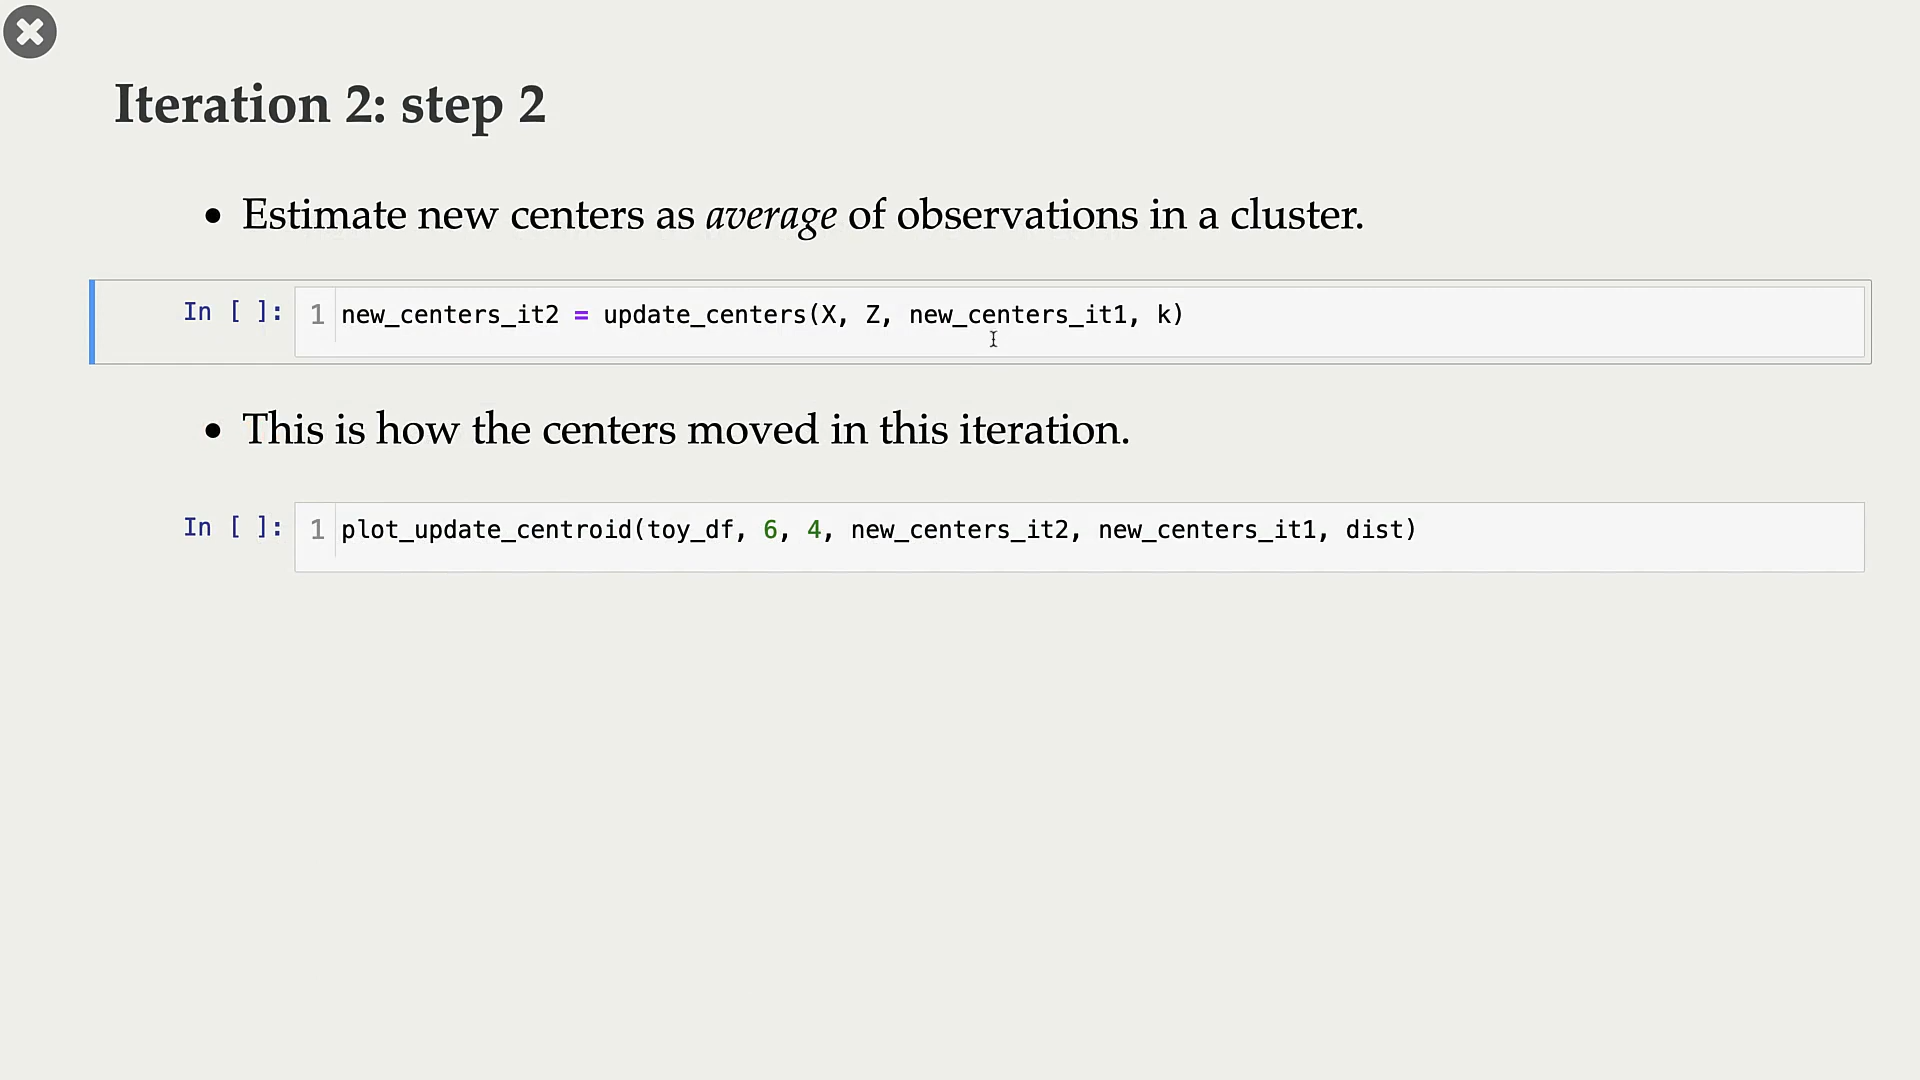 Iteration 2: step 2
• Estimate new centers as average of observations in a cluster.
In [ ]: 1 new_centers_it2 = update_centers(X, Z, new_centers_it1, k)
• This is how the centers moved in this iteration.
In [ ]: 1 plot_update_centroid(toy_df, 6, 4, new_centers_it2, new_centers_it1, dist)